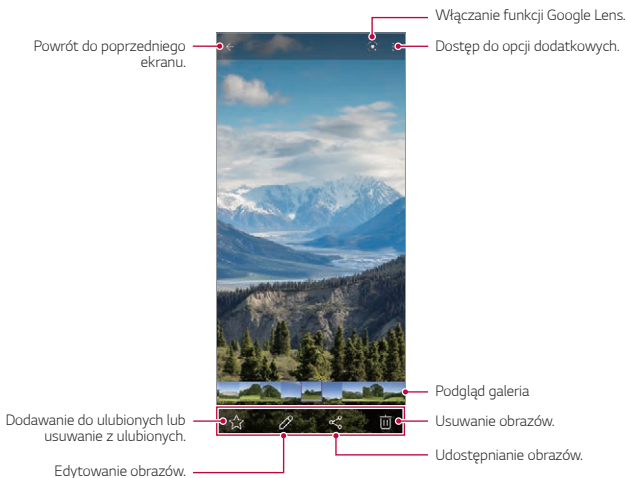 Włączanie funkcji Google Lens.
Powrót do poprzedniego
ekranu.
Dostęp do opcji dodatkowych.
Podgląd galeria
Dodawanie do ulubionych lub
usuwanie z ulubionych.
Usuwanie obrazów.
Udostępnianie obrazów.
Edytowanie obrazów.